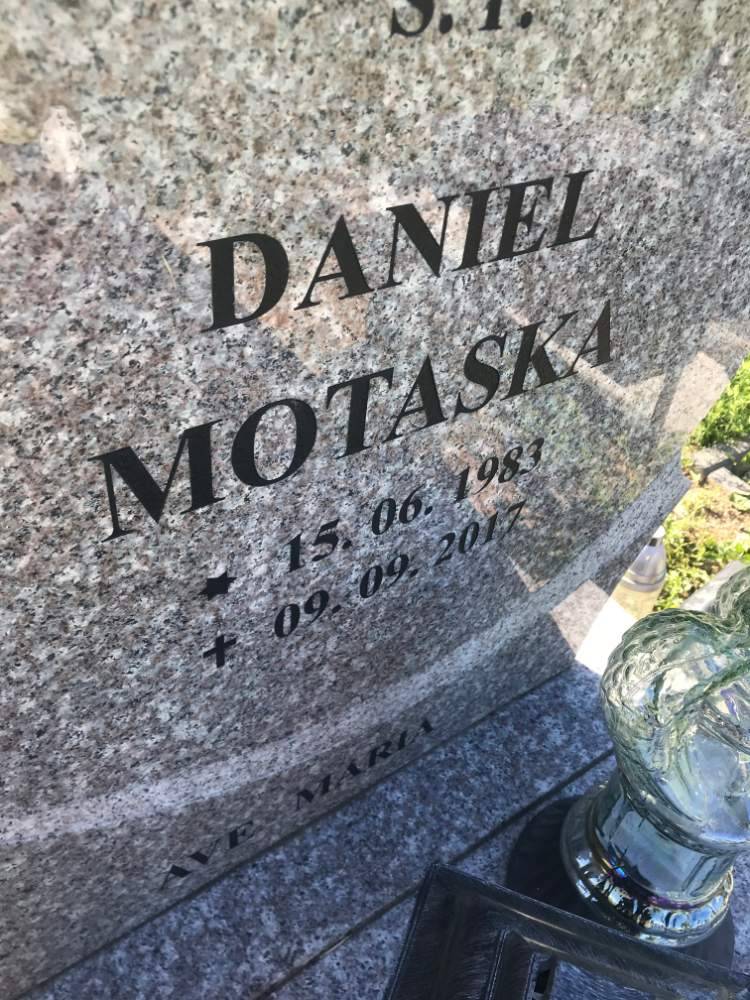 DANIEL
MOTASKA
★ 15. 06. 1983
✝ 09. 09. 2017
AVE MARIA